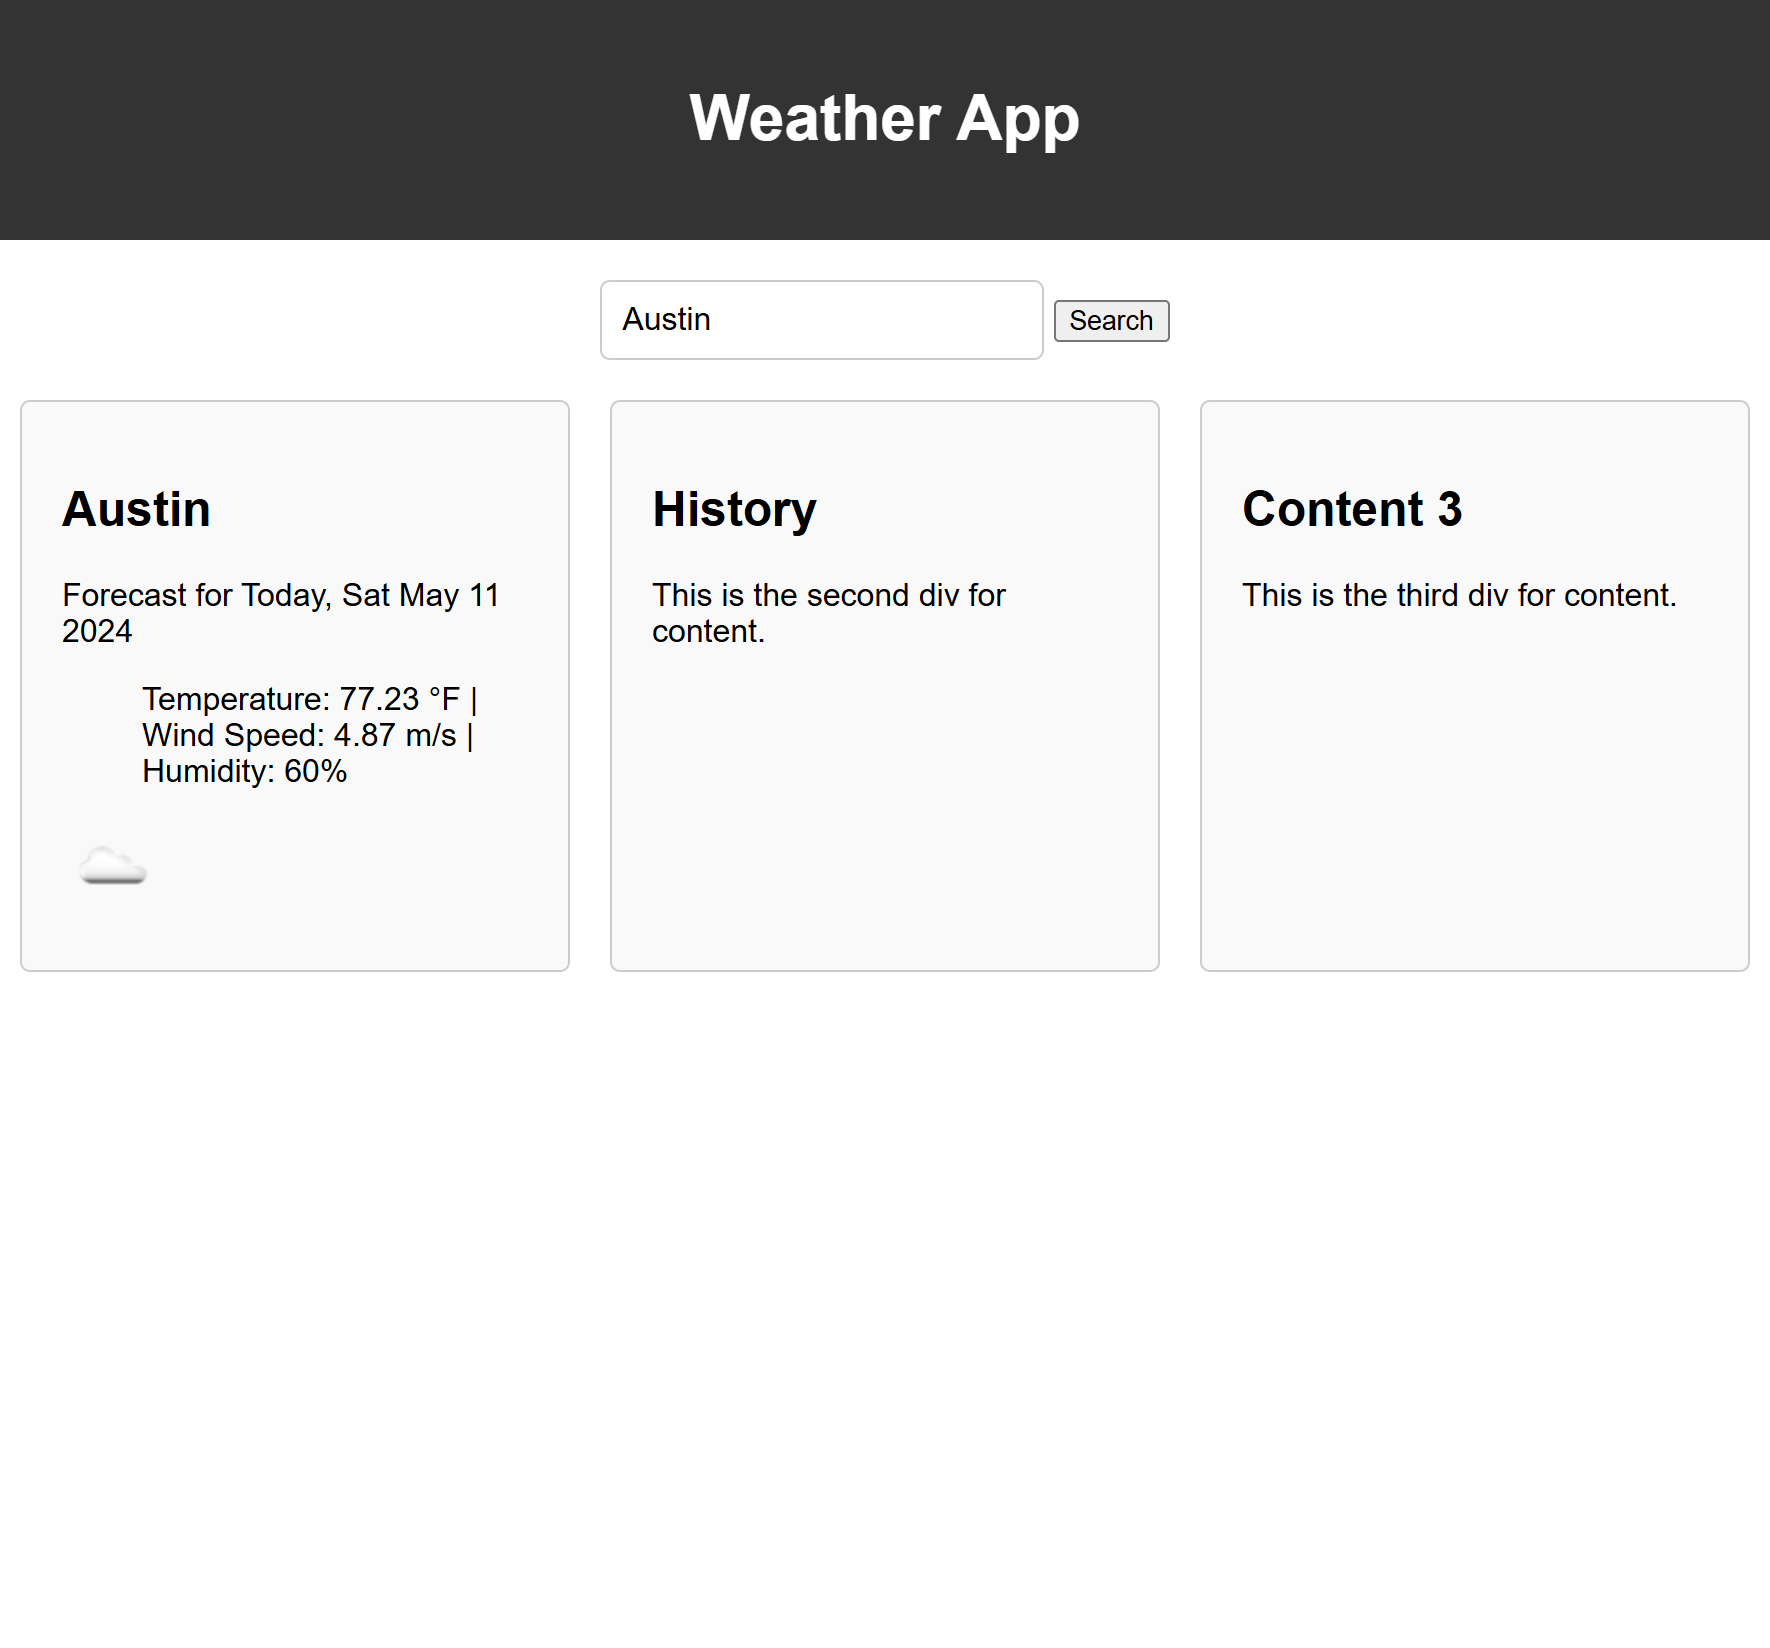 Weather App
Austin
Search
Austin
Forecast for Today, Sat May 11
2024
Temperature: 77.23 °F |
Wind Speed: 4.87 m/s |
Humidity: 60%
History
This is the second div for
content.
Content 3
This is the third div for content.